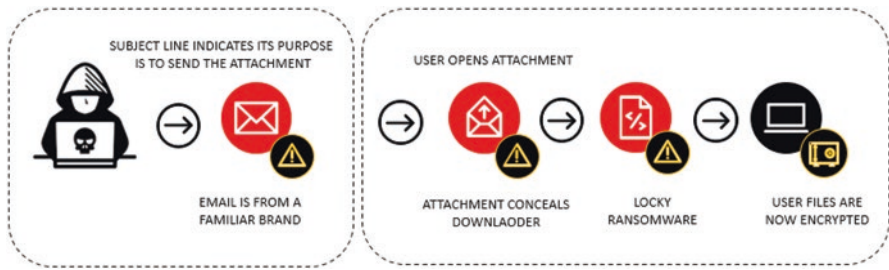 SUBJECT LINE INDICATES ITS PURPOSE
IS TO SEND THE ATTACHMENT
EMAIL IS FROM A
FAMILIAR BRAND
USER OPENS ATTACHMENT
ATTACHMENT CONCEALS
DOWNLAODER
LOCKY
RANSOMWARE
USER FILES ARE
NOW ENCRYPTED